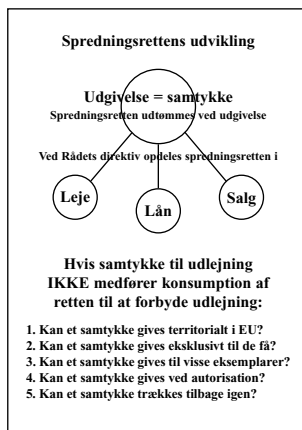 Spredningsrettens udvikling
Udgivelse = samtykke
Spredningsretten udtømmes ved udgivelse
Ved Rådets direktiv opdeles spredningsretten i
Leje
Lån
Salg
Hvis samtykke til udlejning
IKKE medfører konsumption af
retten til at forbyde udlejning:
1. Kan et samtykke gives territorialt i EU?
2. Kan et samtykke gives eksklusivt til de få?
3. Kan et samtykke gives til visse eksemplarer?
4. Kan et samtykke gives ved autorisation?
5. Kan et samtykke trækkes tilbage igen?